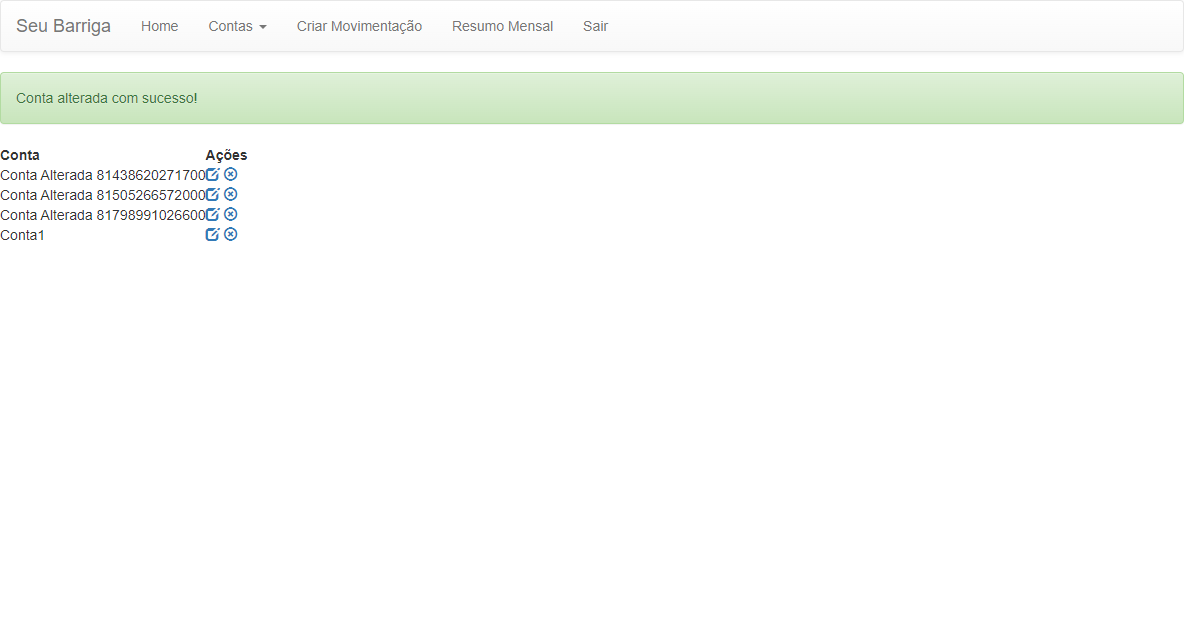 Seu Barriga Home Contas Criar Movimentação Resumo Mensal Sair
Conta alterada com sucesso!
Conta Ações
Conta Alterada 81438620271700
Conta Alterada 81505266572000
Conta Alterada 81798991026600
Conta1